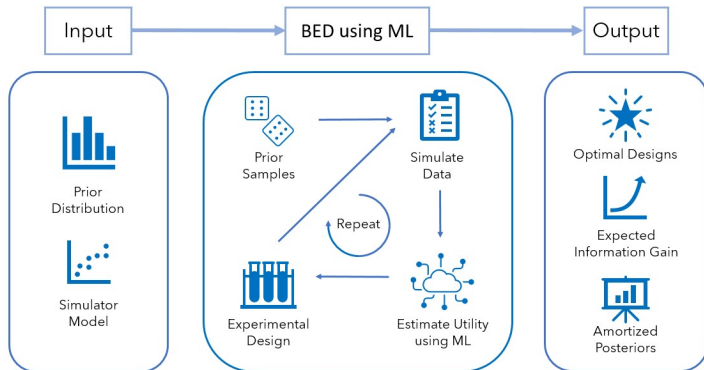 Input
BED using ML
Output
Prior
Distribution
Simulator
Model
Prior
Samples
Simulate
Data
Repeat
Experimental
Design
Estimate Utility
using ML
Optimal Designs
Expected
Information Gain
Amortized
Posteriors